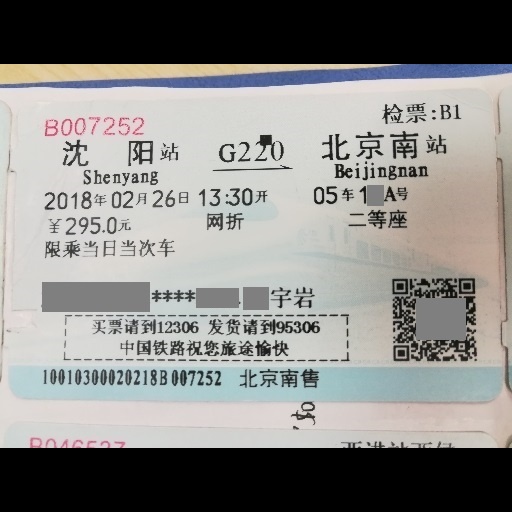 检票:B1
B007252
沈 阳站 G220 北京南站
Shenyang Beijingnan
2018年02月26日 13:30开 05车1 A号
￥295.0元 网折 二等座
限乘当日当次车
**** 宇岩
买票请到12306 发货请到95306
中国铁路祝您旅途愉快
10010300020218B007252 北京南售